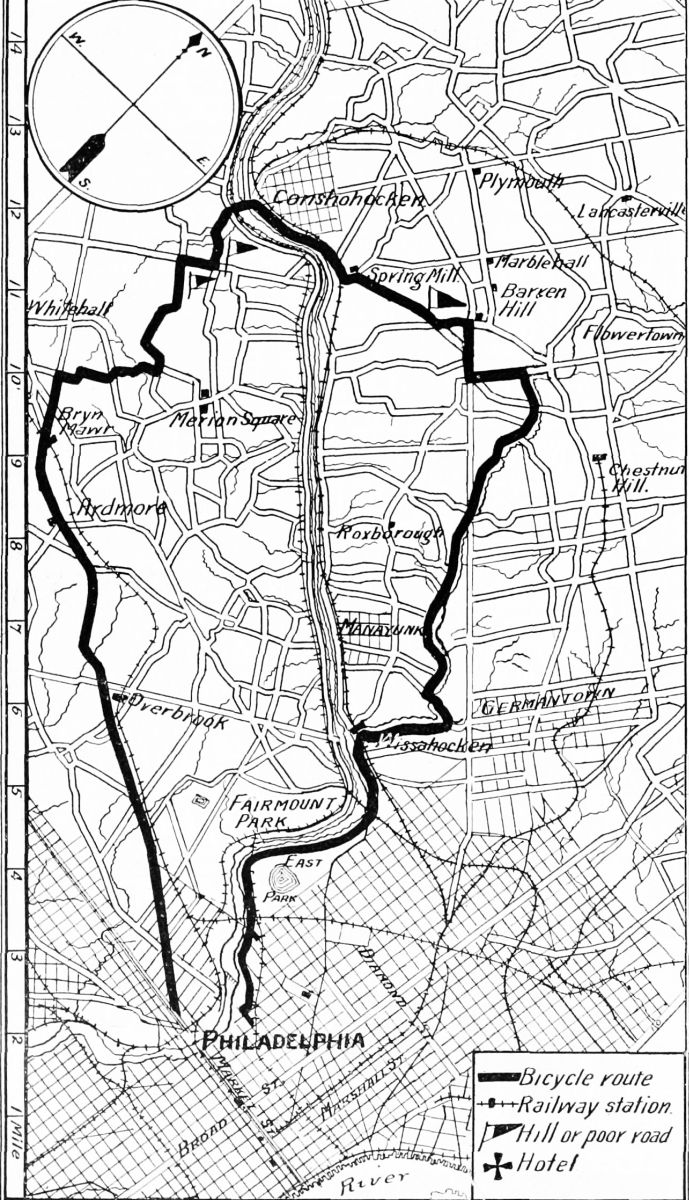 14
13
12
11
10
9
8
7
6
5
4
3
2
1 Mile
W.
N
E.
S.
Conshohocken
Plymouth
Lancasterville
Spring Mill
Marblehall
Barren
Hill
Whitehall
Flowertown
Bryn
Mawr
Merion Square
Chestnut
Hill.
Ardmore
Roxborough
MANAYUNK
Overbrook
GERMANTOWN
Wissahocken
FAIRMOUNT
PARK
EAST
PARK
DIAMOND
PHILADELPHIA
MARKET ST.
MARSHALL ST.
BROAD ST.
River
Bicycle route
Railway station.
Hill or poor road
Hotel